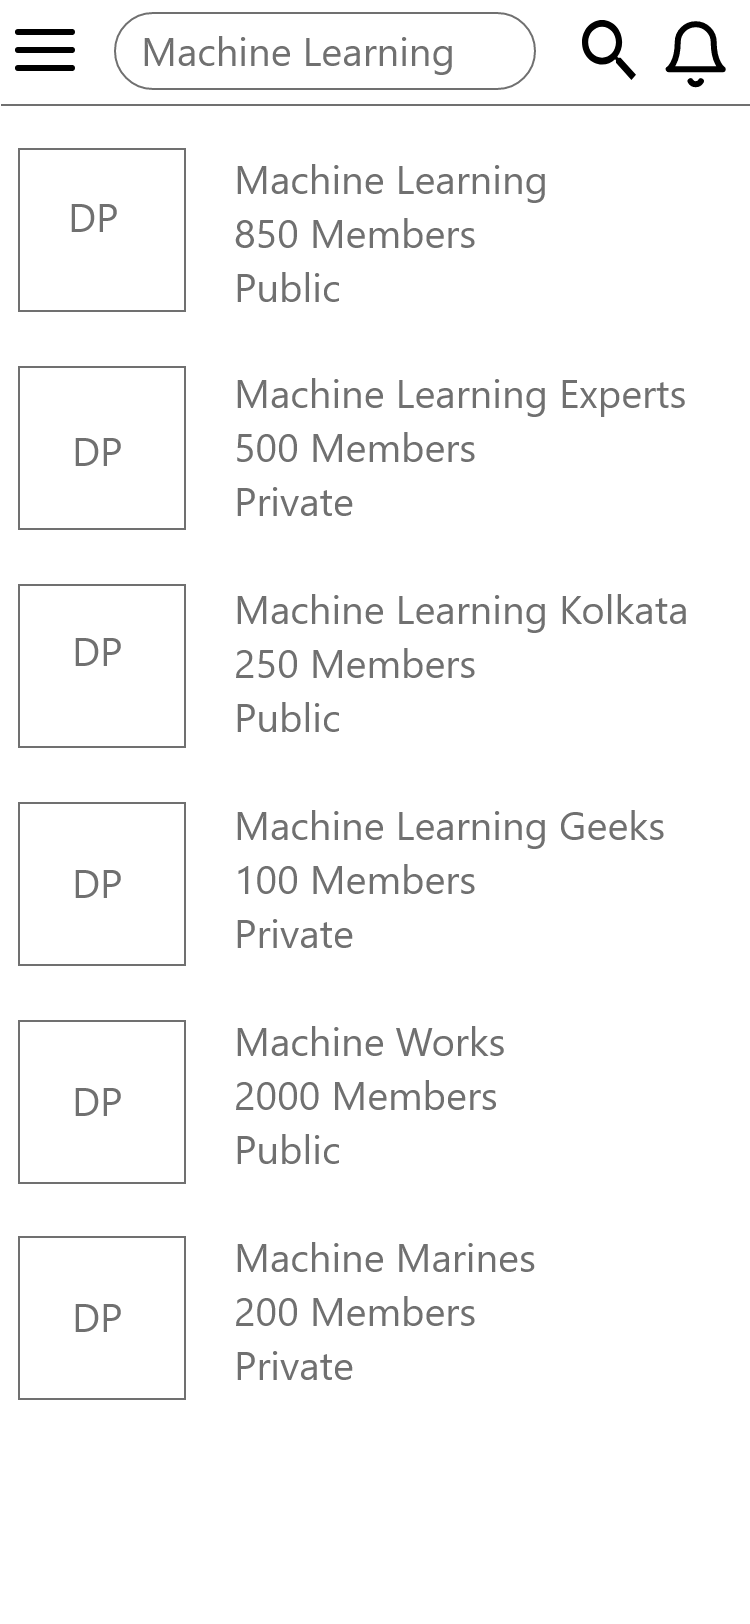 Machine Learning
DP
Machine Learning
850 Members
Public
DP
Machine Learning Experts
500 Members
Private
DP
Machine Learning Kolkata
250 Members
Public
DP
Machine Learning Geeks
100 Members
Private
DP
Machine Works
2000 Members
Public
DP
Machine Marines
200 Members
Private